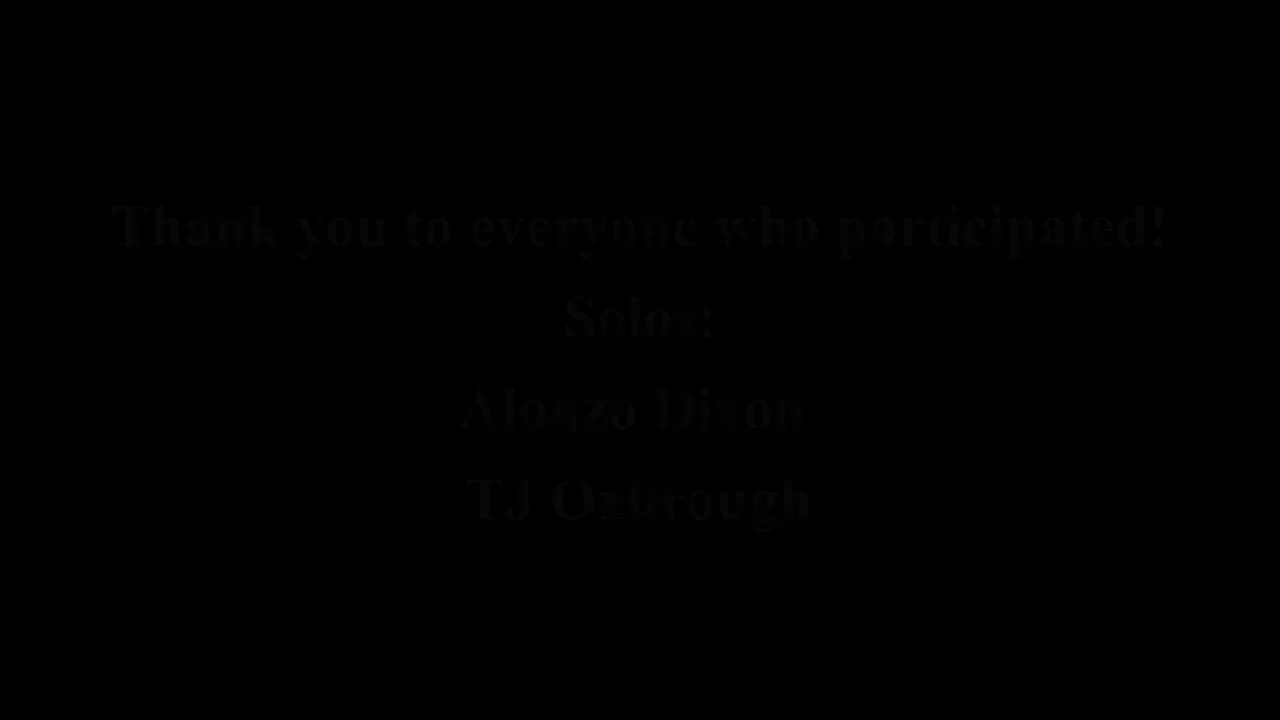 Thank you to everyone who participated!
Solos:
Alonzo Dixon
TJ Oxbrough